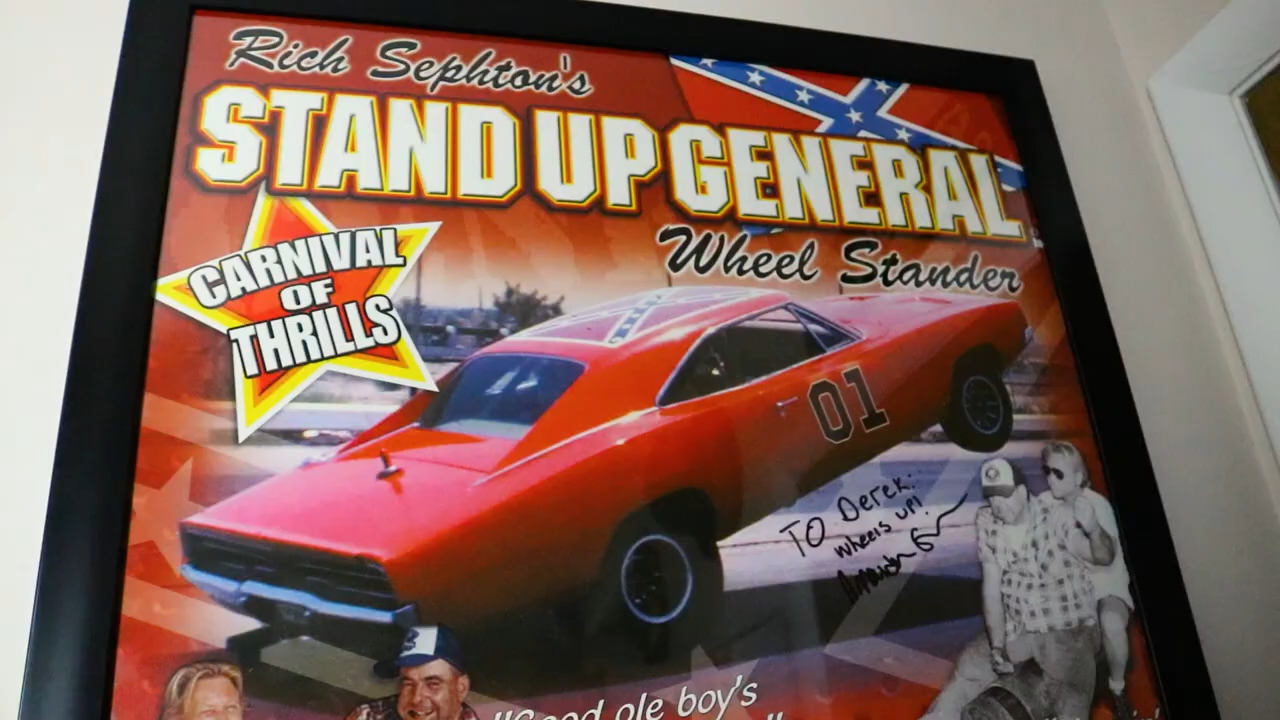 Rich Sephton's
STAND UP GENERAL
Wheel Stander
CARNIVAL
OF
THRILLS
01
TO Derek:
wheels up!
"Good ole boy's